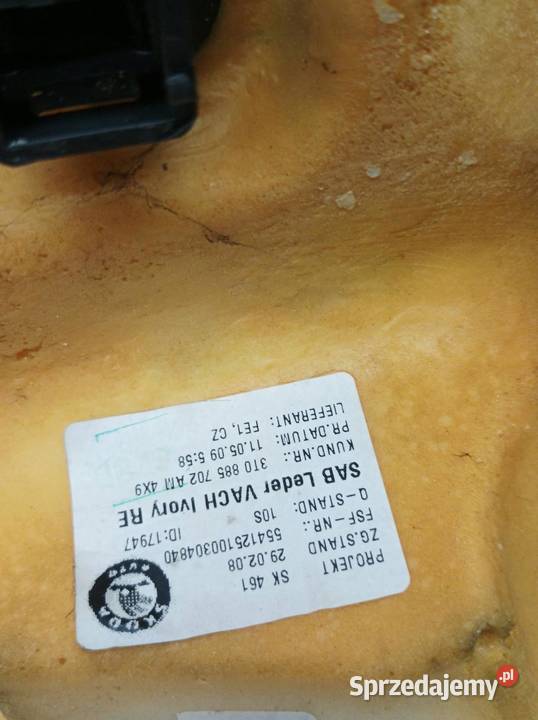 PROJEKT SK 461
ZG.STAND 29.02.08
FSF-NR.: 554125100304840
Q-STAND: 10S ID:17947
SAB Leder VACH Ivory RE
KUND.NR.: 3T0 885 702 AM 4X9
PR.DATUM: 11.05.09 5:58
LIEFERANT: FE1, CZ
SKODA
AUTO
Sprzedajemy.pl